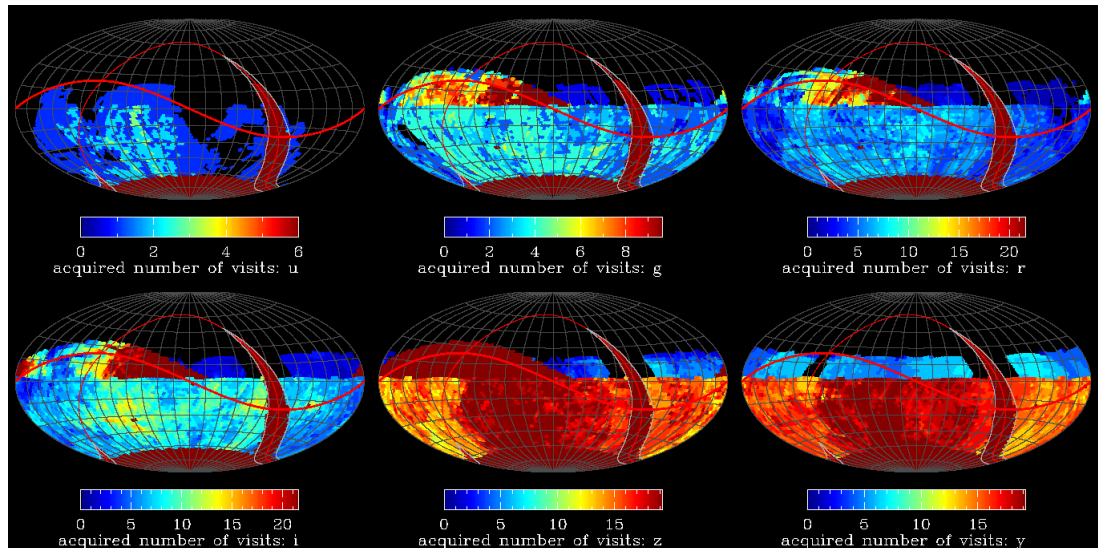 0 2 4 6
acquired number of visits: u
0 2 4 6 8
acquired number of visits: g
0 5 10 15 20
acquired number of visits: r
0 5 10 15 20
acquired number of visits: i
0 5 10 15
acquired number of visits: z
0 5 10 15
acquired number of visits: y